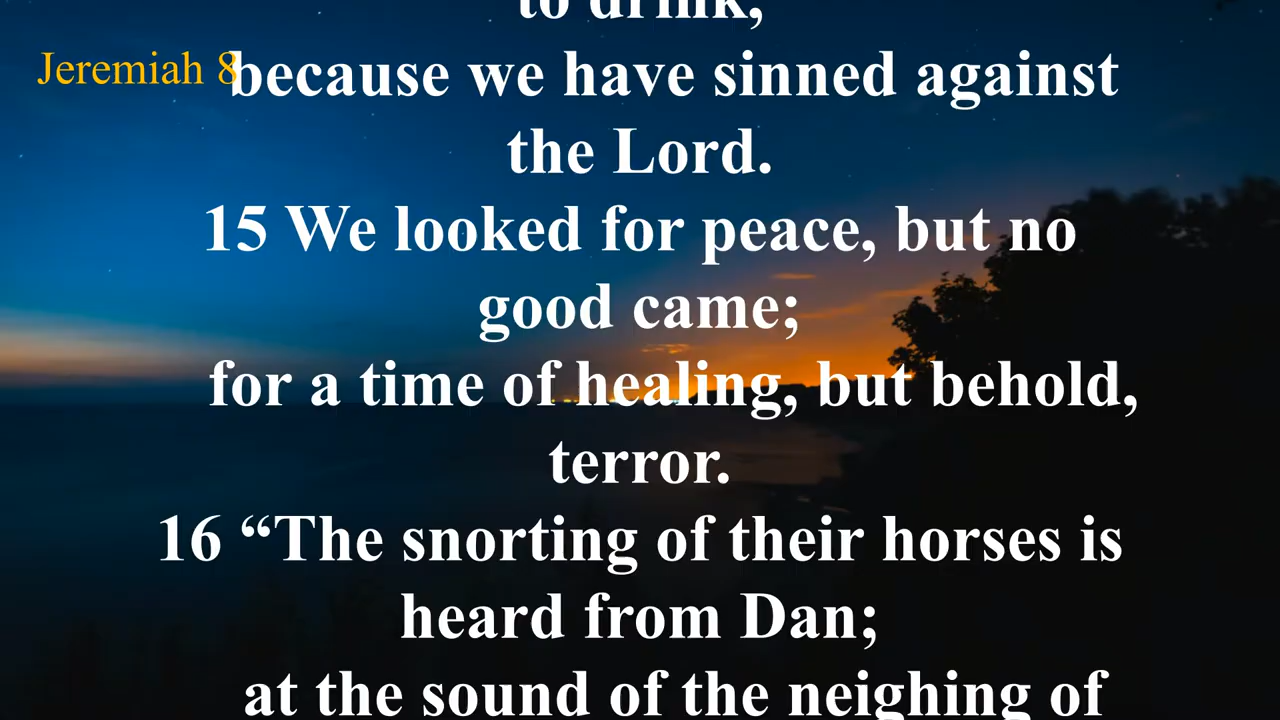 to drink,
Jeremiah 8
because we have sinned against
the Lord.
15 We looked for peace, but no
good came;
for a time of healing, but behold,
terror.
16 “The snorting of their horses is
heard from Dan;
at the sound of the neighing of